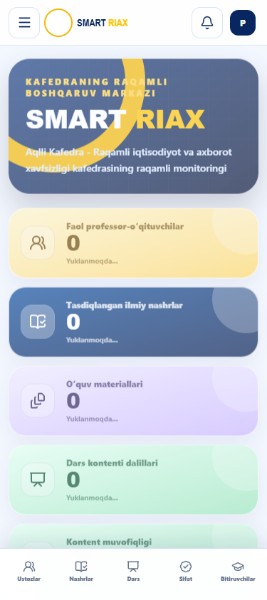 SMART RIAX
P
KAFEDRANING RAQAMLI
BOSHQARUV MARKAZI
SMART RIAX
Aqlli Kafedra - Raqamli iqtisodiyot va axborot
xavfsizligi kafedrasining raqamli monitoringi
Faol professor-o'qituvchilar
0
Yuklanmoqda...
Tasdiqlangan ilmiy nashrlar
0
Yuklanmoqda...
O'quv materiallari
0
Yuklanmoqda...
Dars kontenti dalillari
0
Yuklanmoqda...
Kontent muvofiqligi
Ustozlar
Nashrlar
Dars
Sifat
Bitiruvchilar